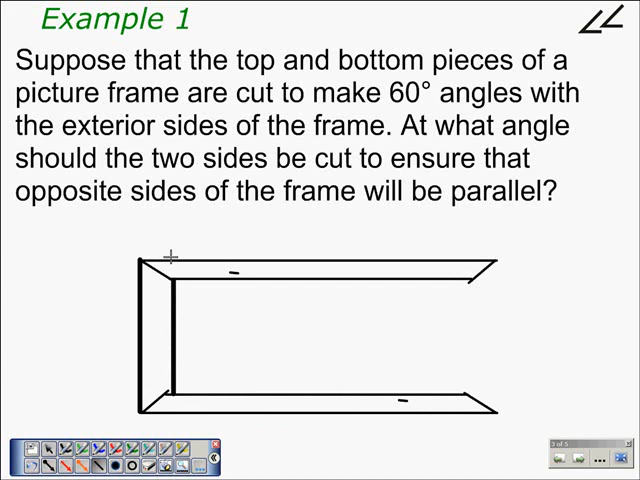 Example 1
Suppose that the top and bottom pieces of a
picture frame are cut to make 60° angles with
the exterior sides of the frame. At what angle
should the two sides be cut to ensure that
opposite sides of the frame will be parallel?
3 of 5